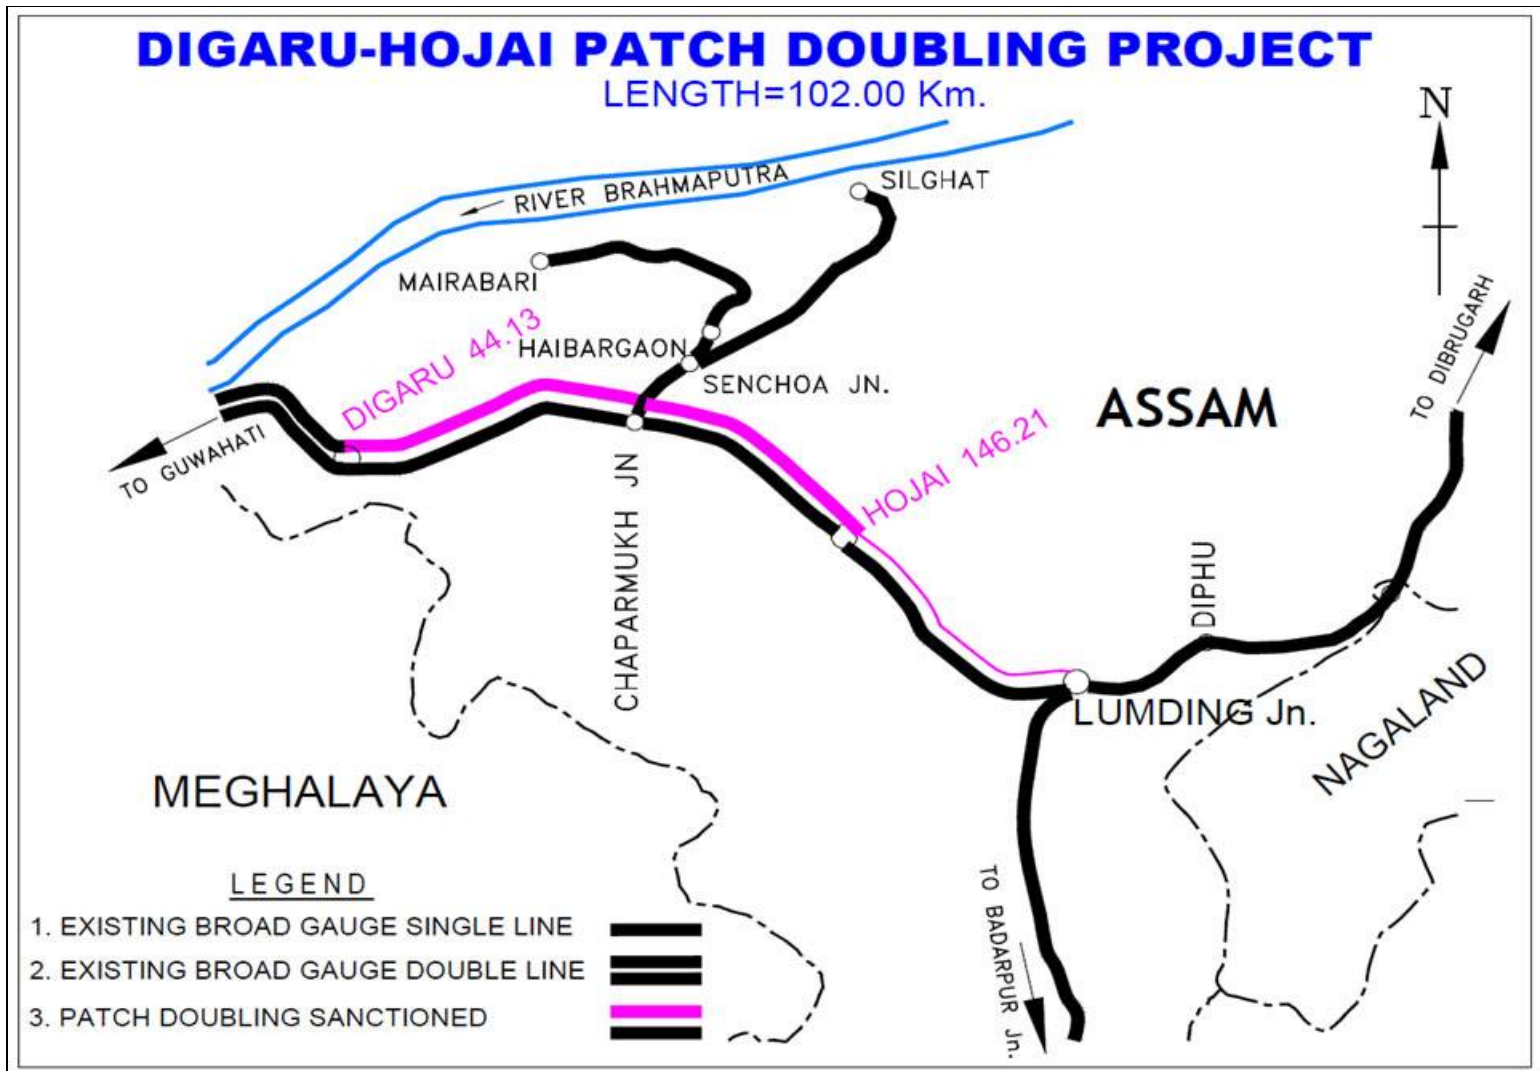 DIGARU-HOJAI PATCH DOUBLING PROJECT
LENGTH=102.00 Km.
N
RIVER BRAHMAPUTRA
SILGHAT
MAIRABARI
DIGARU 44.13
HAIBARGAON
SENCHOA JN.
TO DIBRUGARH
ASSAM
TO GUWAHATI
CHAPARMUKH JN
HOJAI 146.21
DIPHU
LUMDING Jn.
NAGALAND
MEGHALAYA
TO BADARPUR Jn.
LEGEND
1. EXISTING BROAD GAUGE SINGLE LINE
2. EXISTING BROAD GAUGE DOUBLE LINE
3. PATCH DOUBLING SANCTIONED